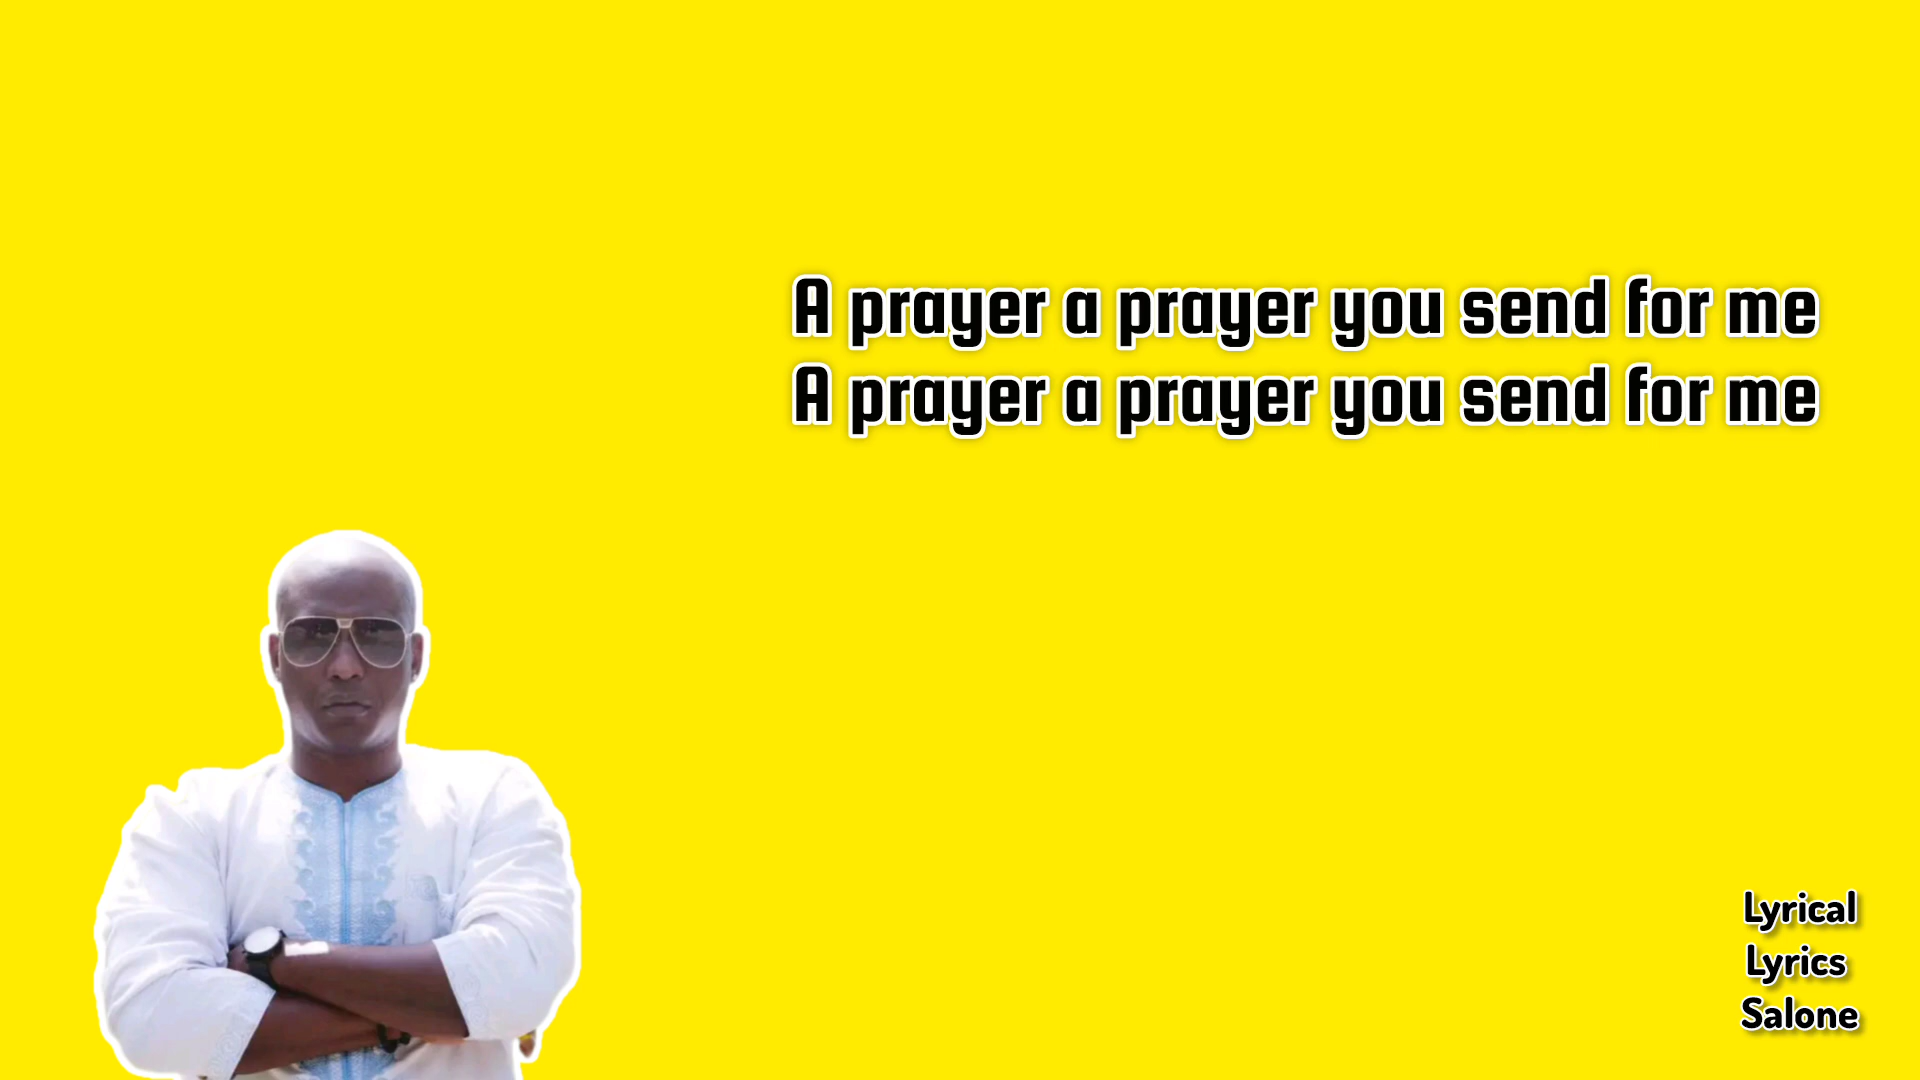 A prayer a prayer you send for me
A prayer a prayer you send for me
Lyrical
Lyrics
Salone